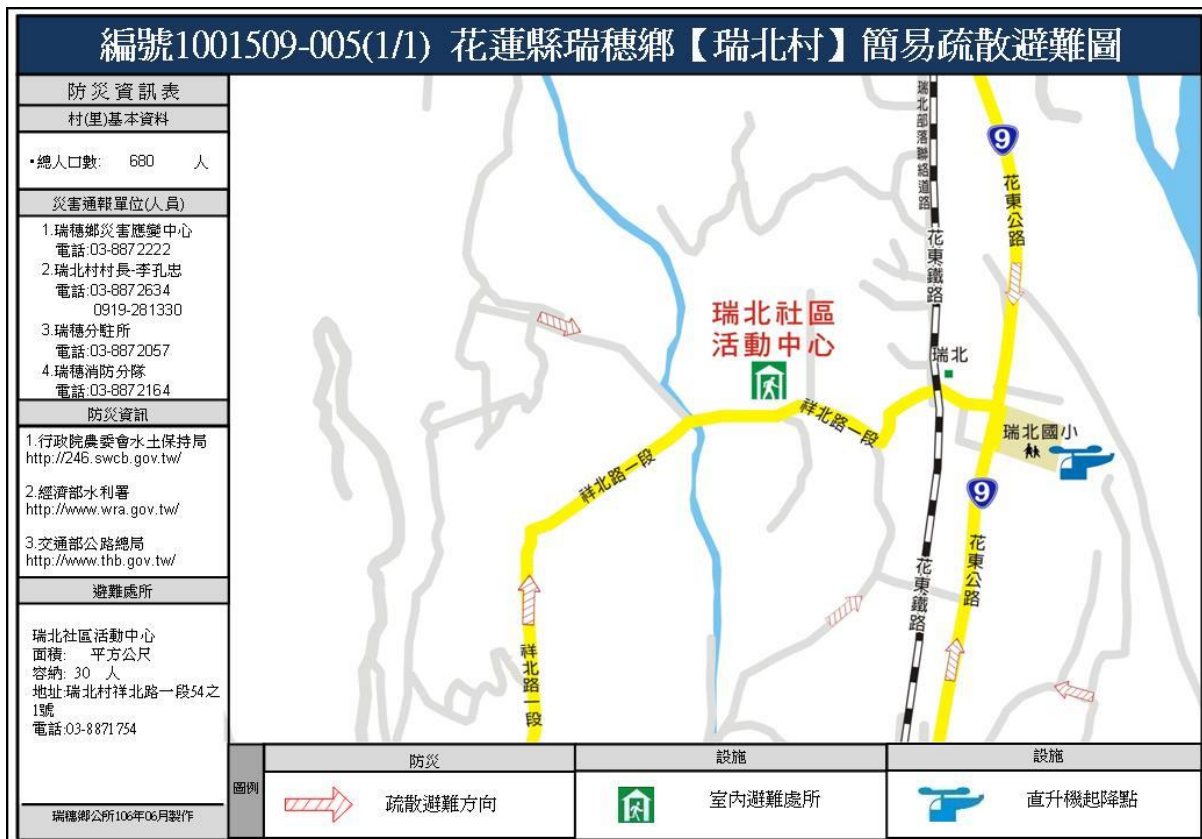 編號1001509-005(1/1) 花蓮縣瑞穗鄉【瑞北村】簡易疏散避難圖
防災資訊表
村(里)基本資料
•總人口數: 680 人
災害通報單位(人員)
1.瑞穗鄉災害應變中心
電話:03-8872222
2.瑞北村村長-李孔忠
電話:03-8872634
0919-281330
3.瑞穗分駐所
電話:03-8872057
4.瑞穗消防分隊
電話:03-8872164
防災資訊
1.行政院農委會水土保持局
http://246.swcb.gov.tw/
2.經濟部水利署
http://www.wra.gov.tw/
3.交通部公路總局
http://www.thb.gov.tw/
避難處所
瑞北社區活動中心
面積: 平方公尺
容納: 30 人
地址:瑞北村祥北路一段54之
1號
電話:03-8871754
瑞穗鄉公所106年06月製作
瑞北部落聯絡道路
9
花東公路
花東鐵路
瑞北社區
活動中心
瑞北
祥北路一段
瑞北國小
祥北路一段
9
花東公路
花東鐵路
祥北路一段
圖例
防災
設施
設施
疏散避難方向
室內避難處所
直升機起降點